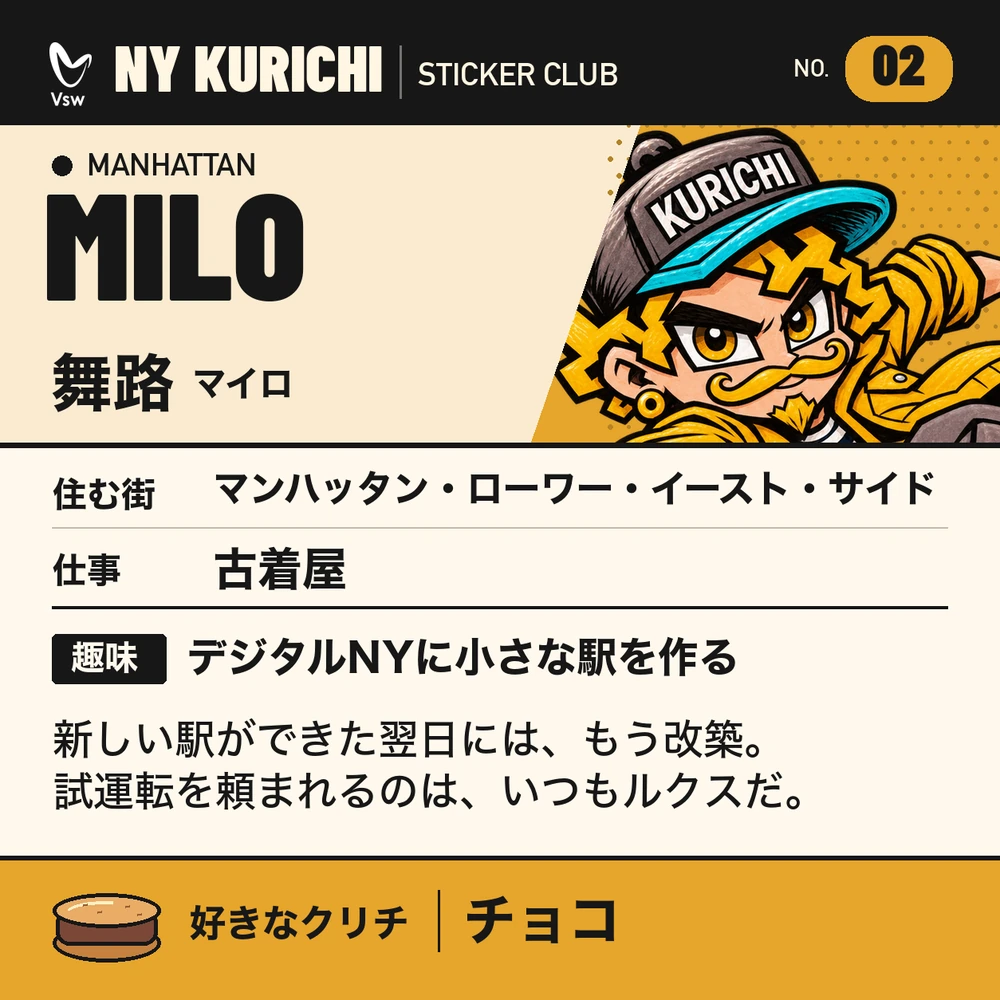 Vsw
NY KURICHI
STICKER CLUB
NO. 02
MANHATTAN
MILO
舞路 マイロ
KURICHI
住む街 マンハッタン・ローワー・イースト・サイド
仕事 古着屋
趣味 デジタルNYに小さな駅を作る
新しい駅ができた翌日には、もう改築。
試運転を頼まれるのは、いつもルクスだ。
好きなクリチ チョコ